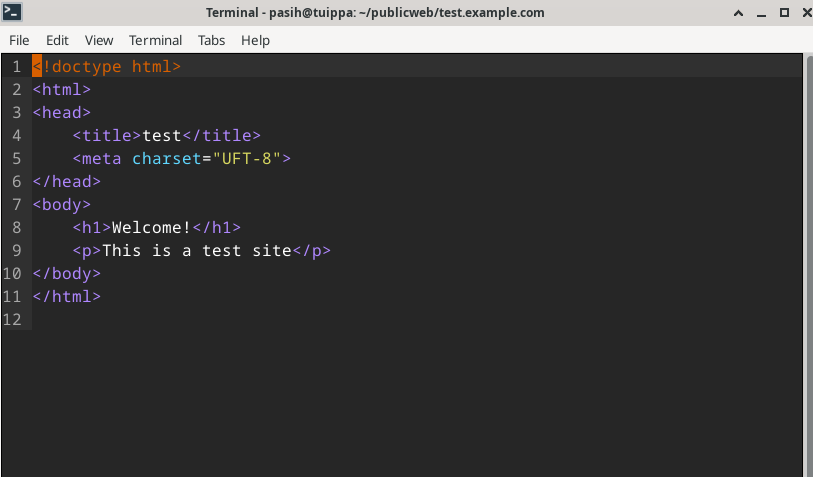 Terminal - pasih@tuippa: ~/publicweb/test.example.com
File Edit View Terminal Tabs Help
1 <!doctype html>
2 <html>
3 <head>
4     <title>test</title>
5     <meta charset="UFT-8">
6 </head>
7 <body>
8     <h1>Welcome!</h1>
9     <p>This is a test site</p>
10 </body>
11 </html>
12